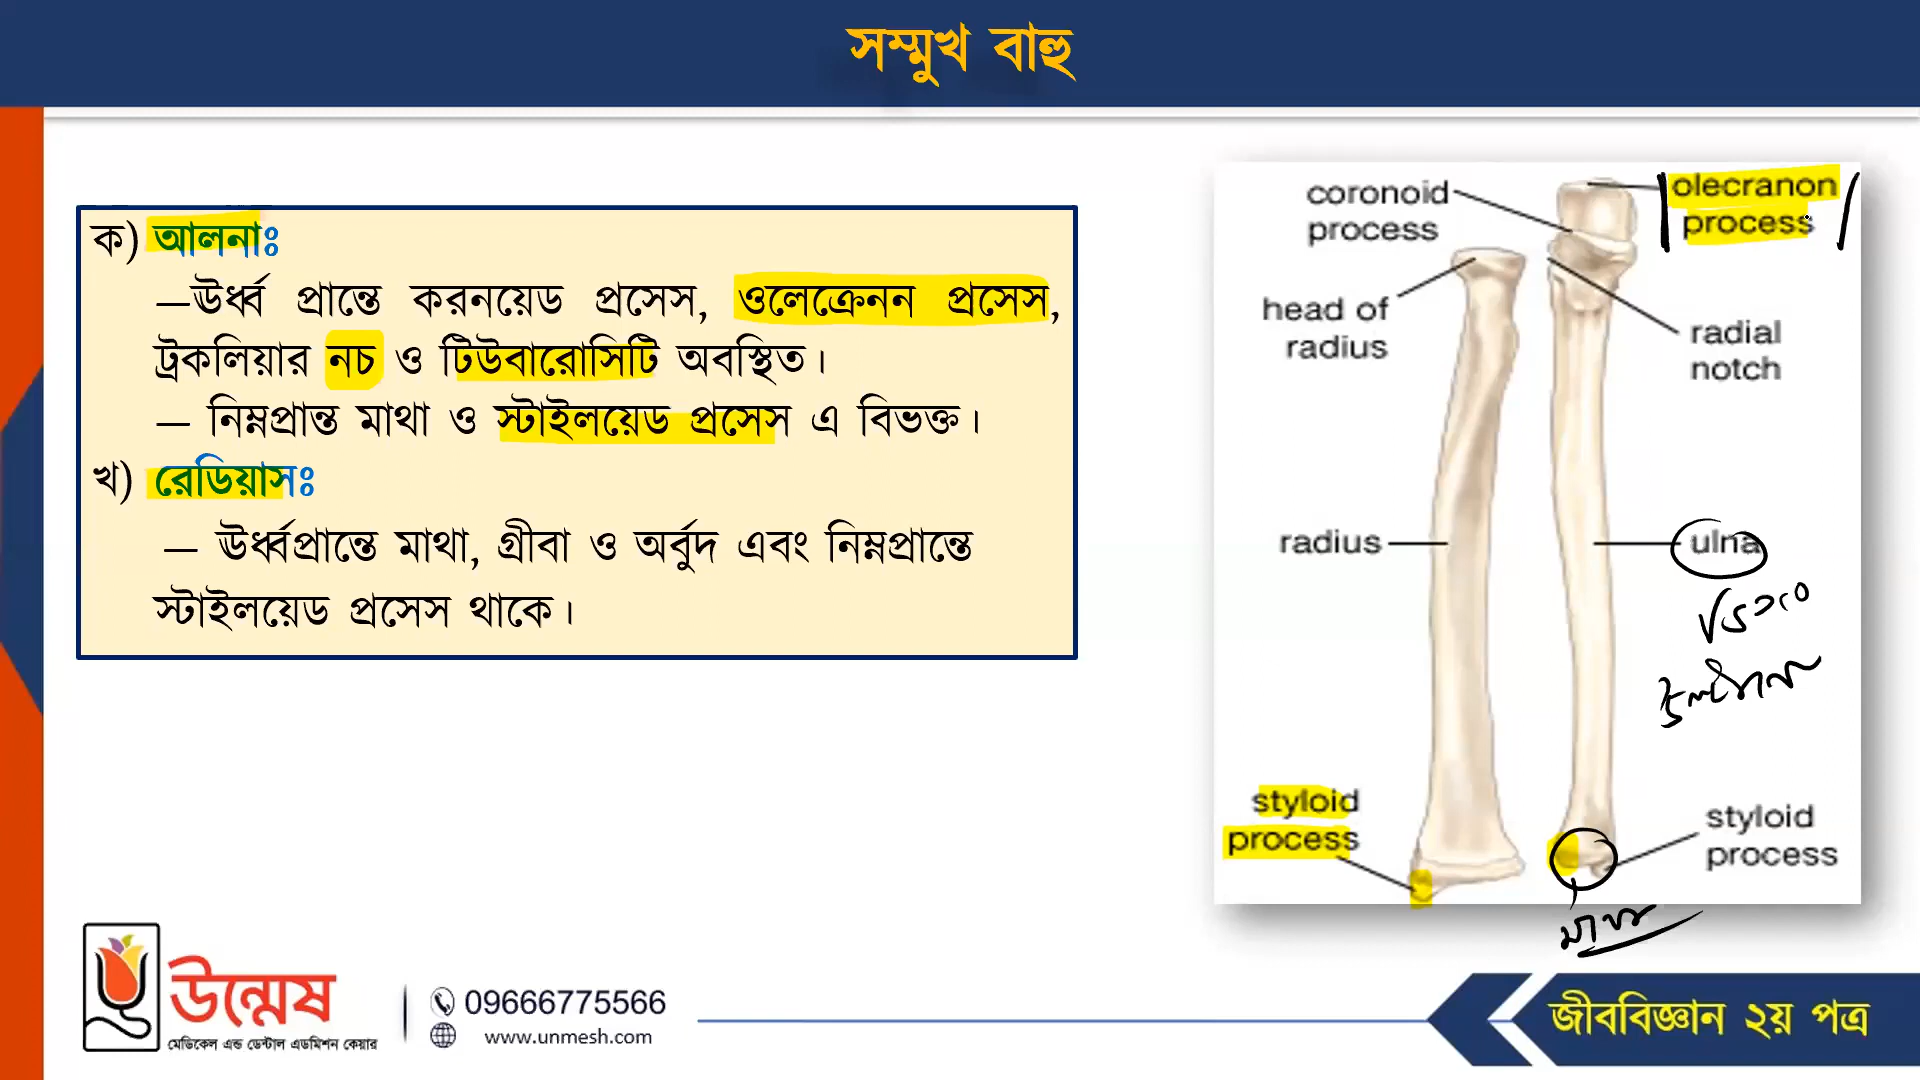 সম্মুখ বাহু
ক) আলনাঃ
–ঊর্ধ্ব প্রান্তে করনয়েড প্রসেস, ওলেক্রেনন প্রসেস,
ট্রকলিয়ার নচ ও টিউবারোসিটি অবস্থিত।
– নিম্নপ্রান্ত মাথা ও স্টাইলয়েড প্রসেস এ বিভক্ত।
খ) রেডিয়াসঃ
– ঊর্ধ্বপ্রান্তে মাথা, গ্রীবা ও অর্বুদ এবং নিম্নপ্রান্তে
স্টাইলয়েড প্রসেস থাকে।
coronoid
process
olecranon
process
head of
radius
radial
notch
radius
ulna
styloid
process
styloid
process
মাথা
উন্মেষ
মেডিকেল এন্ড ডেন্টাল এডমিশন কেয়ার
09666775566
www.unmesh.com
জীববিজ্ঞান ২য় পত্র